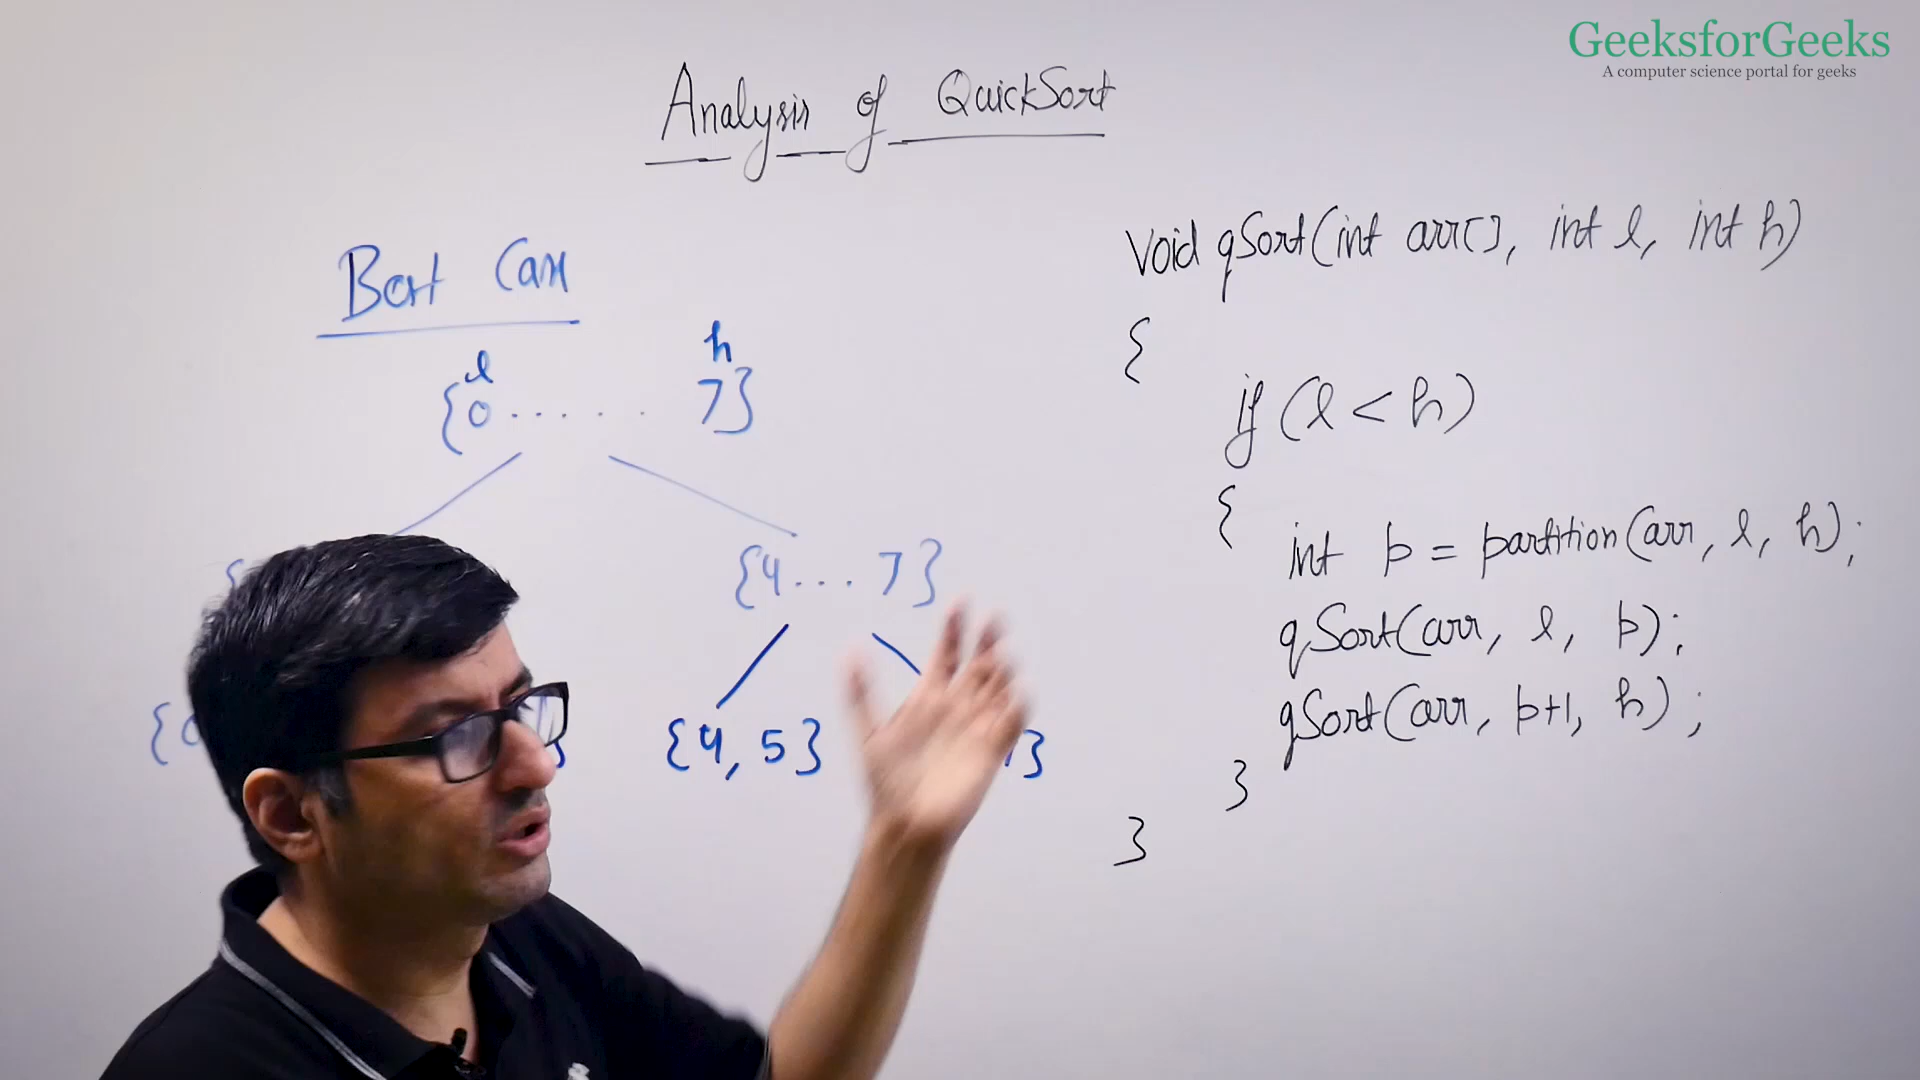 GeeksforGeeks
A computer science portal for geeks
Analysis of QuickSort
Best Case
l h
{0 ..... 7}
{4... 7}
{4, 5}
void qSort(int arr[], int l, int h)
{
if (l < h)
{
int p = partition(arr, l, h);
qSort(arr, l, p);
qSort(arr, p+1, h);
}
}